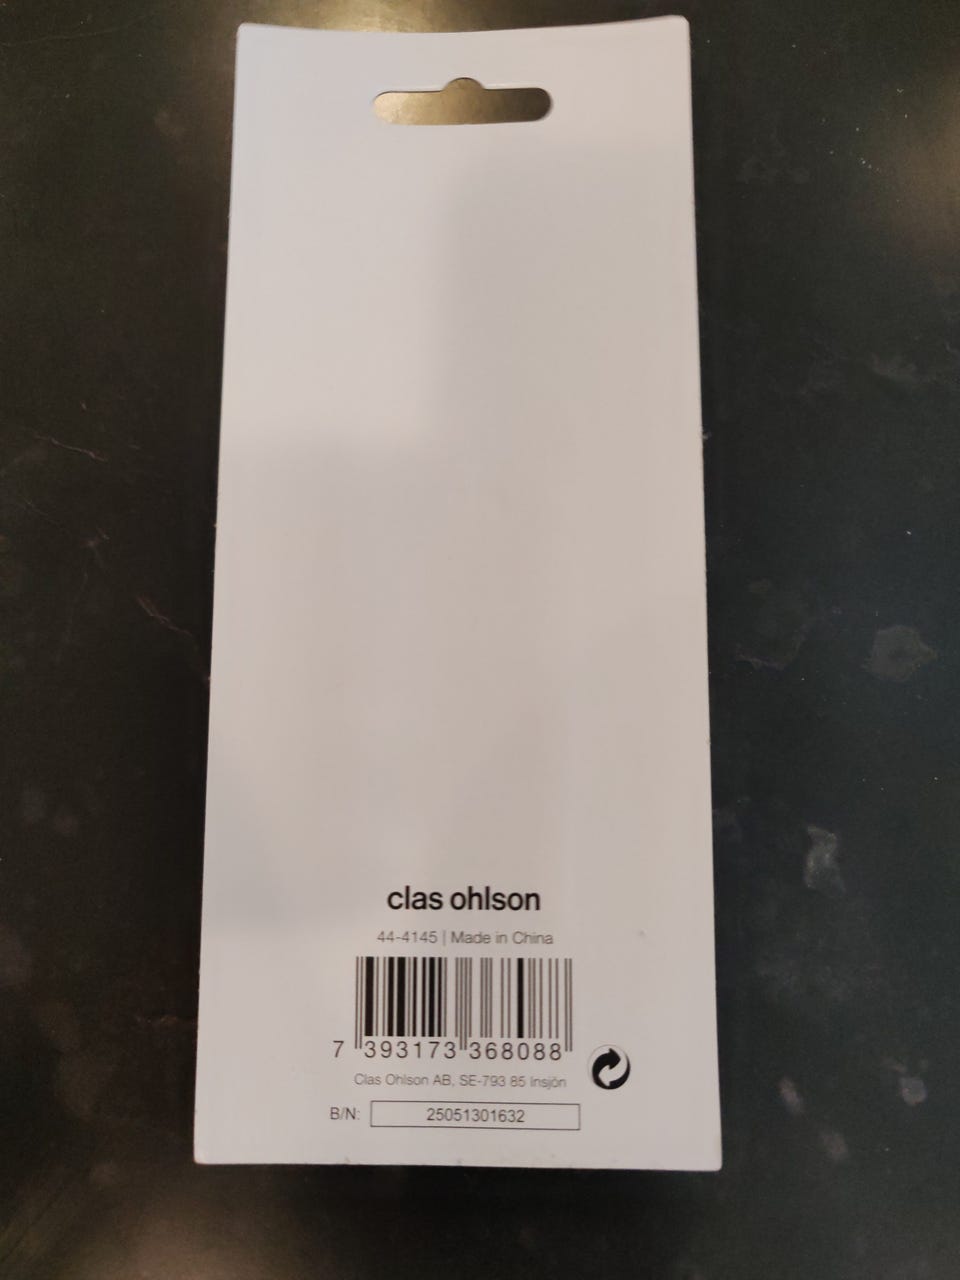 clas ohlson
44-4145 | Made in China
7 393173 368088
Clas Ohlson AB, SE-793 85 Insjön
B/N: 25051301632